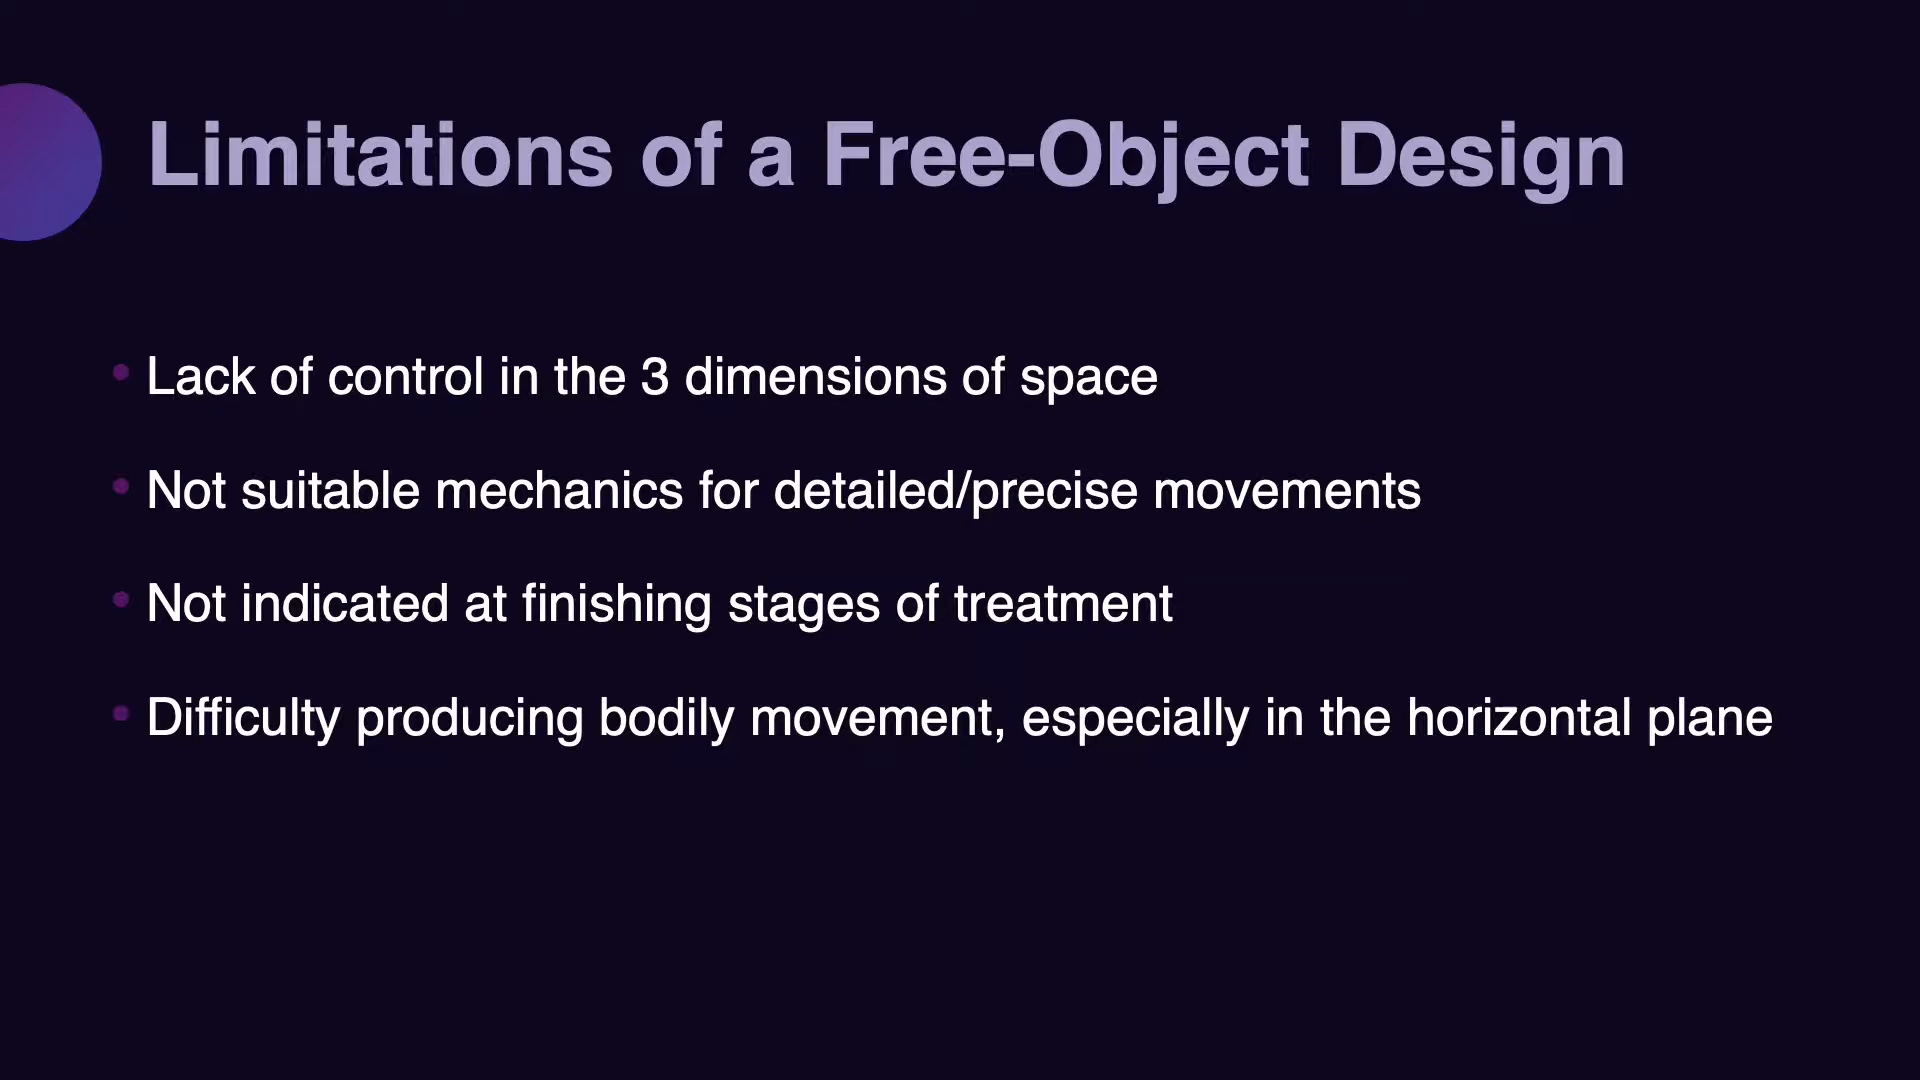 Limitations of a Free-Object Design
Lack of control in the 3 dimensions of space
Not suitable mechanics for detailed/precise movements
Not indicated at finishing stages of treatment
Difficulty producing bodily movement, especially in the horizontal plane